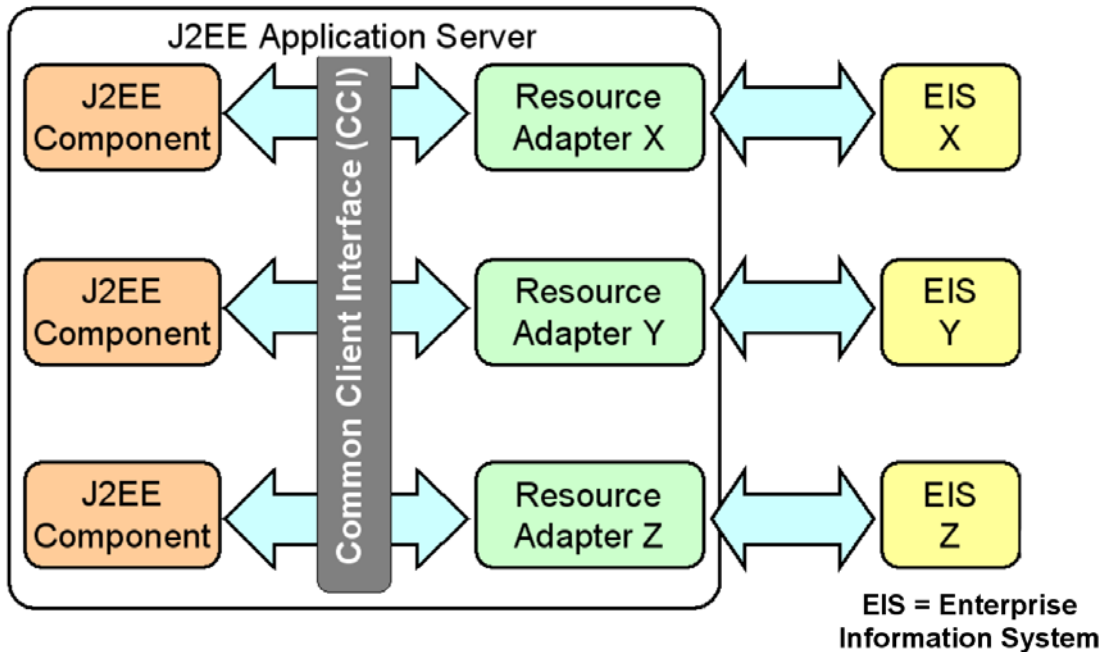 J2EE Application Server
J2EE
Component
Common Client Interface (CCI)
Resource
Adapter X
EIS
X
J2EE
Component
Resource
Adapter Y
EIS
Y
J2EE
Component
Resource
Adapter Z
EIS
Z
EIS = Enterprise
Information System